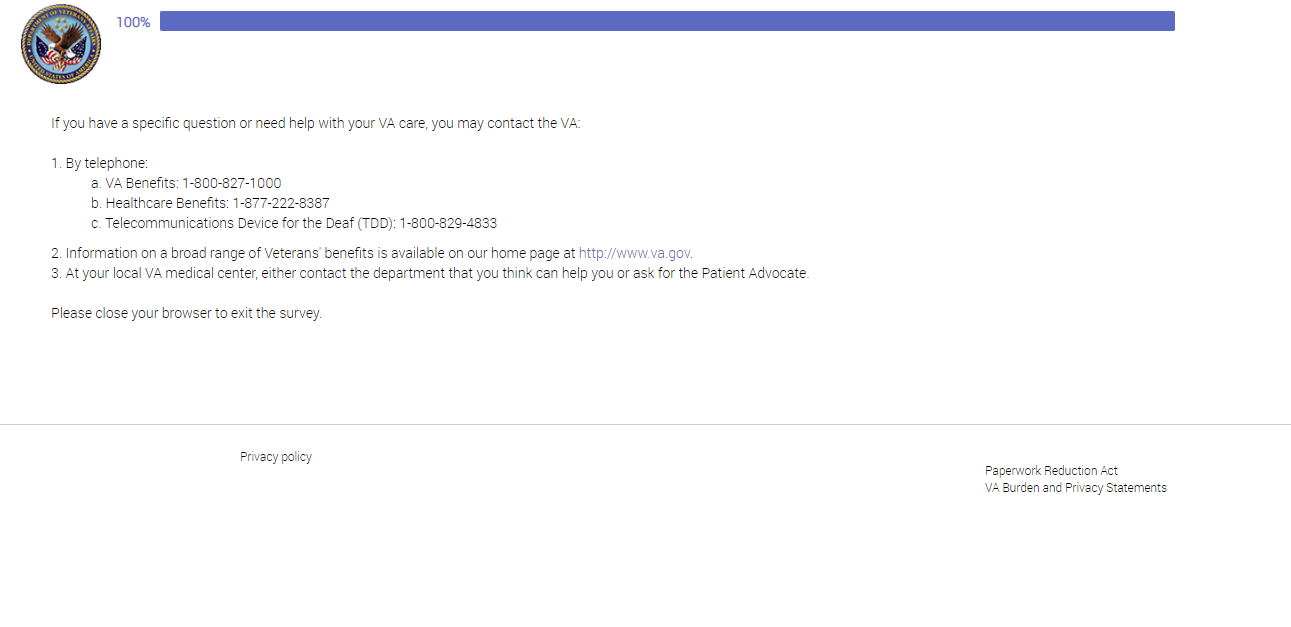 100%
If you have a specific question or need help with your VA care, you may contact the VA:
1. By telephone:
a. VA Benefits: 1-800-827-1000
b. Healthcare Benefits: 1-877-222-8387
c. Telecommunications Device for the Deaf (TDD): 1-800-829-4833
2. Information on a broad range of Veterans' benefits is available on our home page at http://www.va.gov.
3. At your local VA medical center, either contact the department that you think can help you or ask for the Patient Advocate.
Please close your browser to exit the survey.
Privacy policy
Paperwork Reduction Act
VA Burden and Privacy Statements